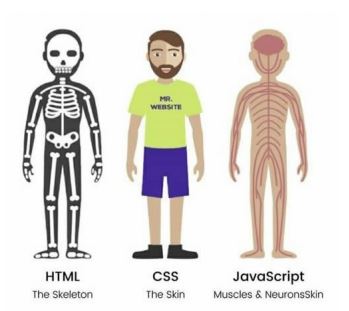 MR.
WEBSITE
HTML
The Skeleton
CSS
The Skin
JavaScript
Muscles & NeuronsSkin